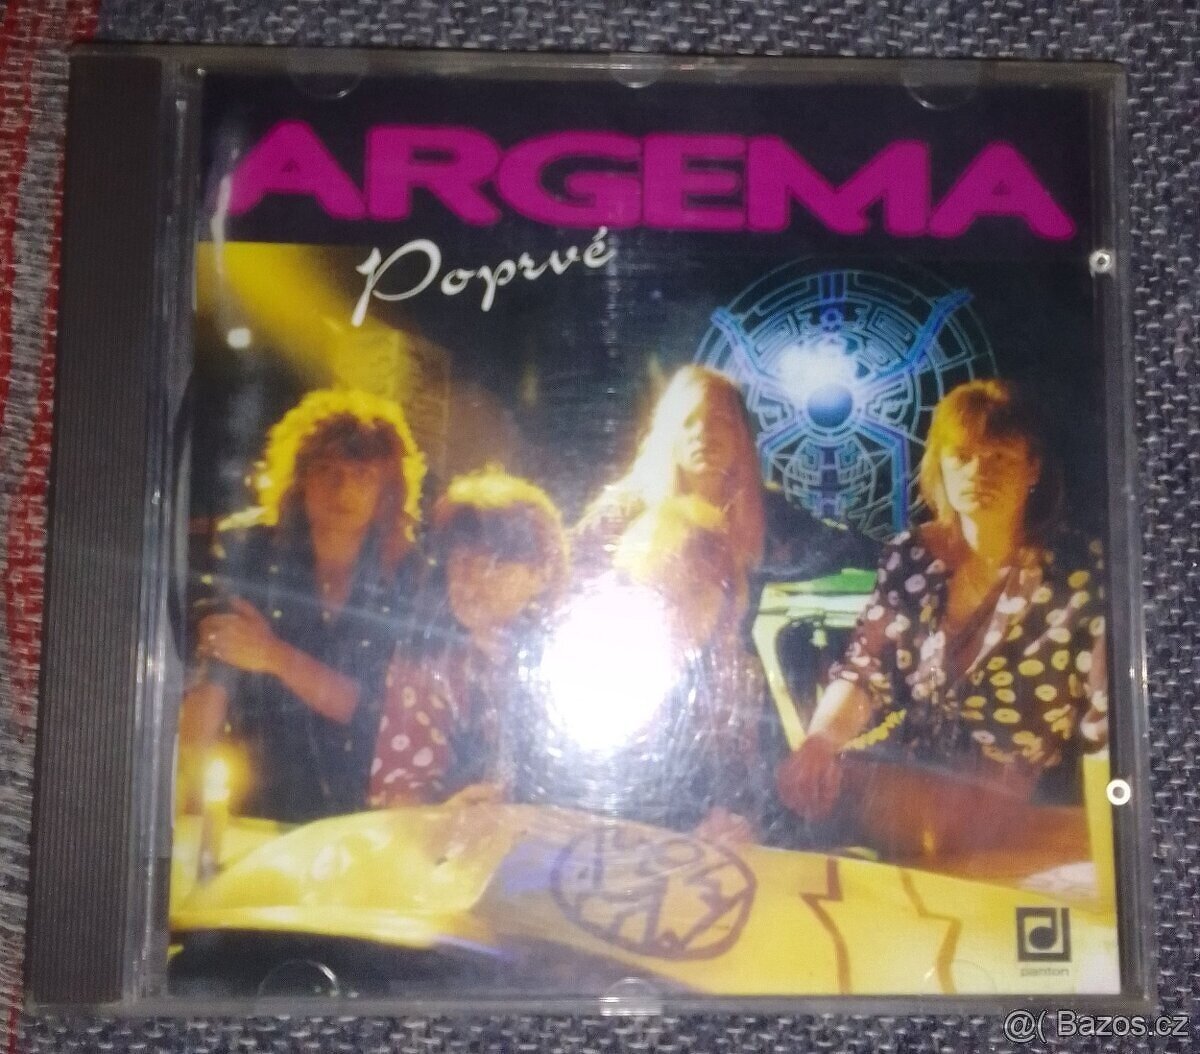 ARGEMA
Poprvé
panton
@( Bazos.cz